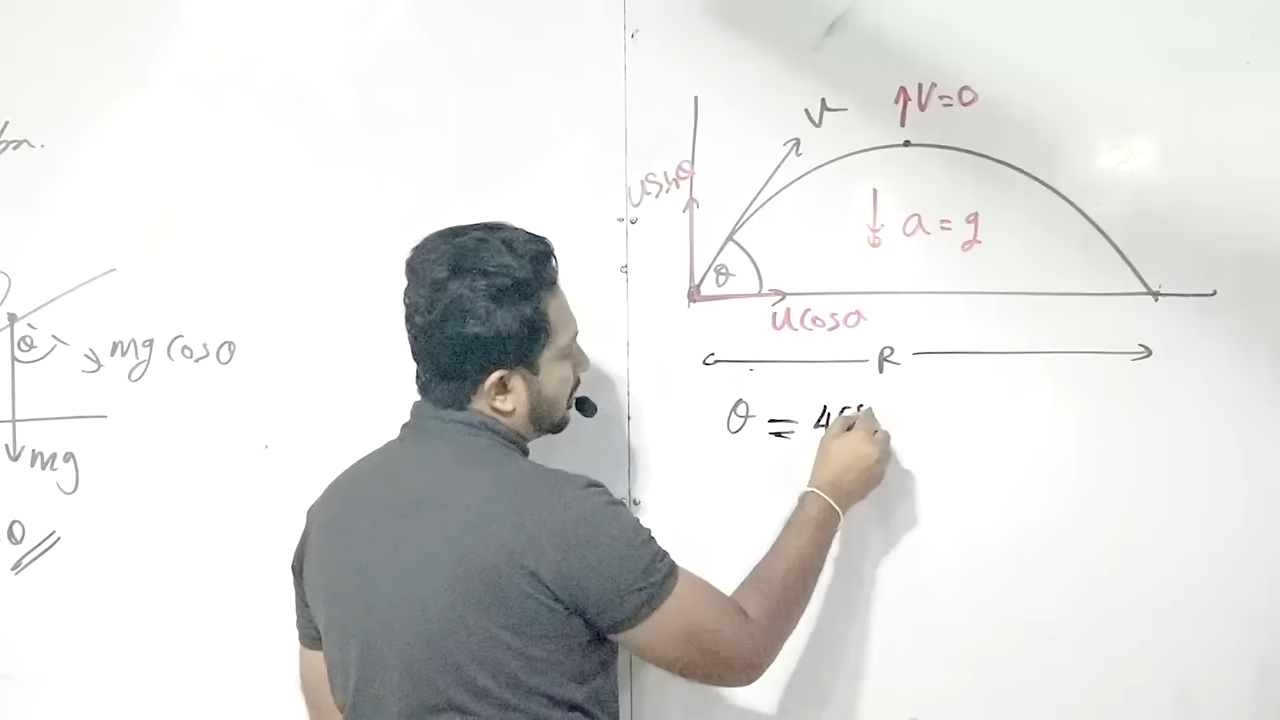 mg cosθ
θ
mg
θ
v
↑V=0
usinθ
↓ a=g
θ
ucosθ
R
θ = 45°